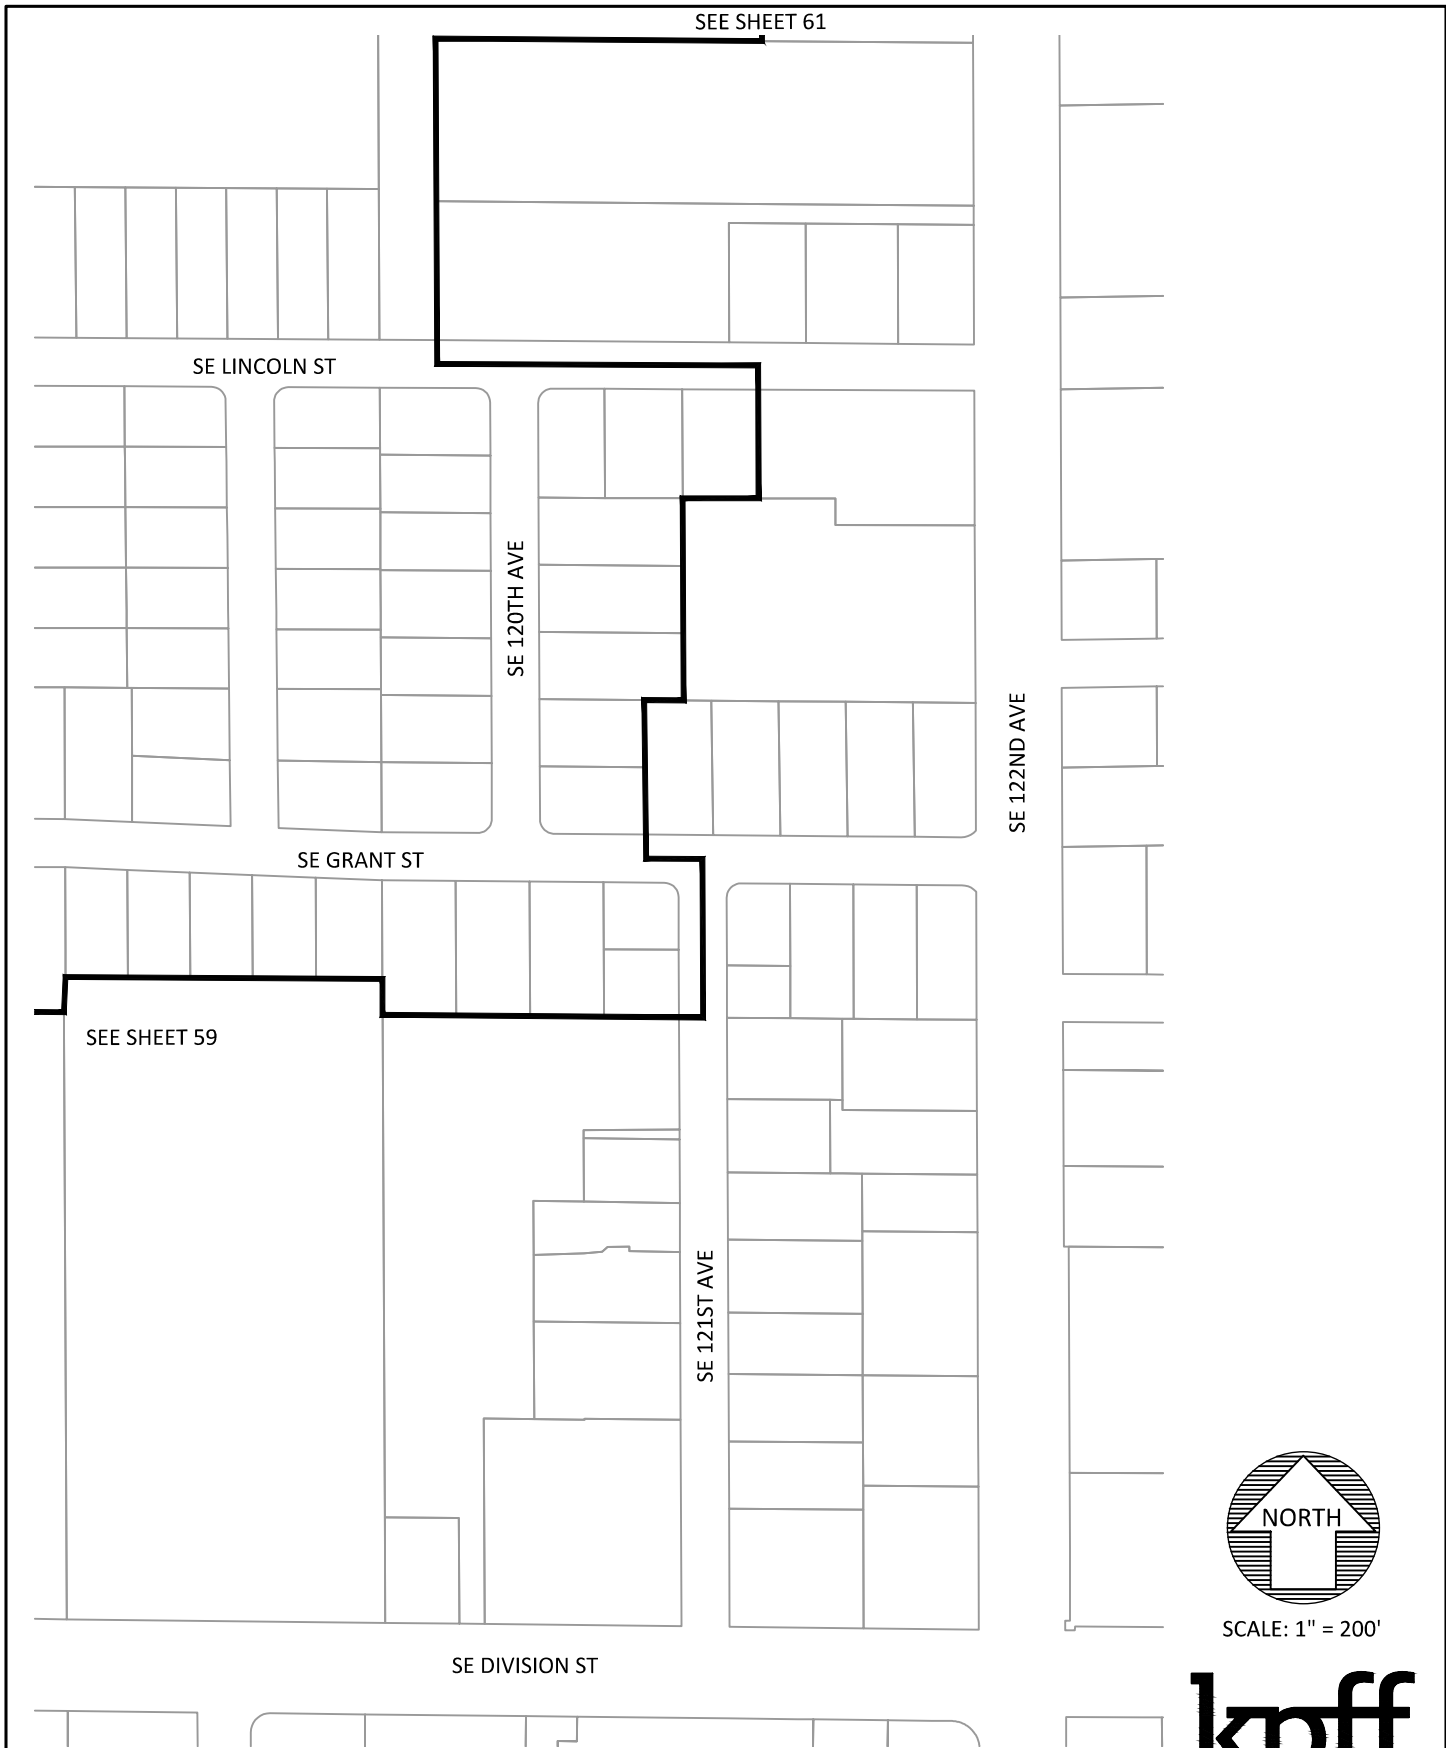 SEE SHEET 61
SE LINCOLN ST
SE 120TH AVE
SE 122ND AVE
SE GRANT ST
SEE SHEET 59
SE 121ST AVE
NORTH
SCALE: 1" = 200'
SE DIVISION ST
kpff